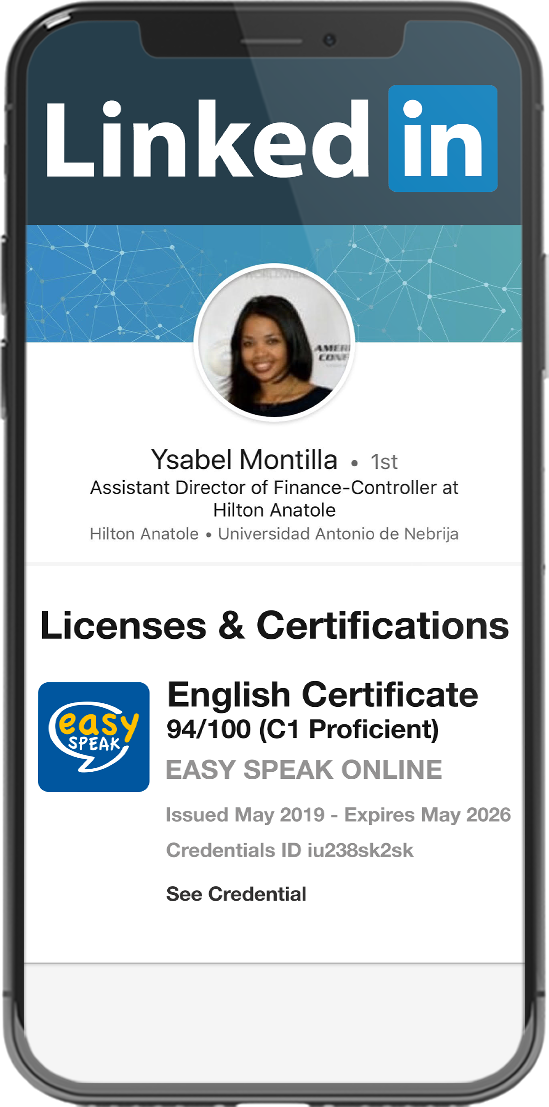 Linked in
AMERI
CONF
Ysabel Montilla • 1st
Assistant Director of Finance-Controller at
Hilton Anatole
Hilton Anatole • Universidad Antonio de Nebrija
Licenses & Certifications
easy
SPEAK
English Certificate
94/100 (C1 Proficient)
EASY SPEAK ONLINE
Issued May 2019 - Expires May 2026
Credentials ID iu238sk2sk
See Credential